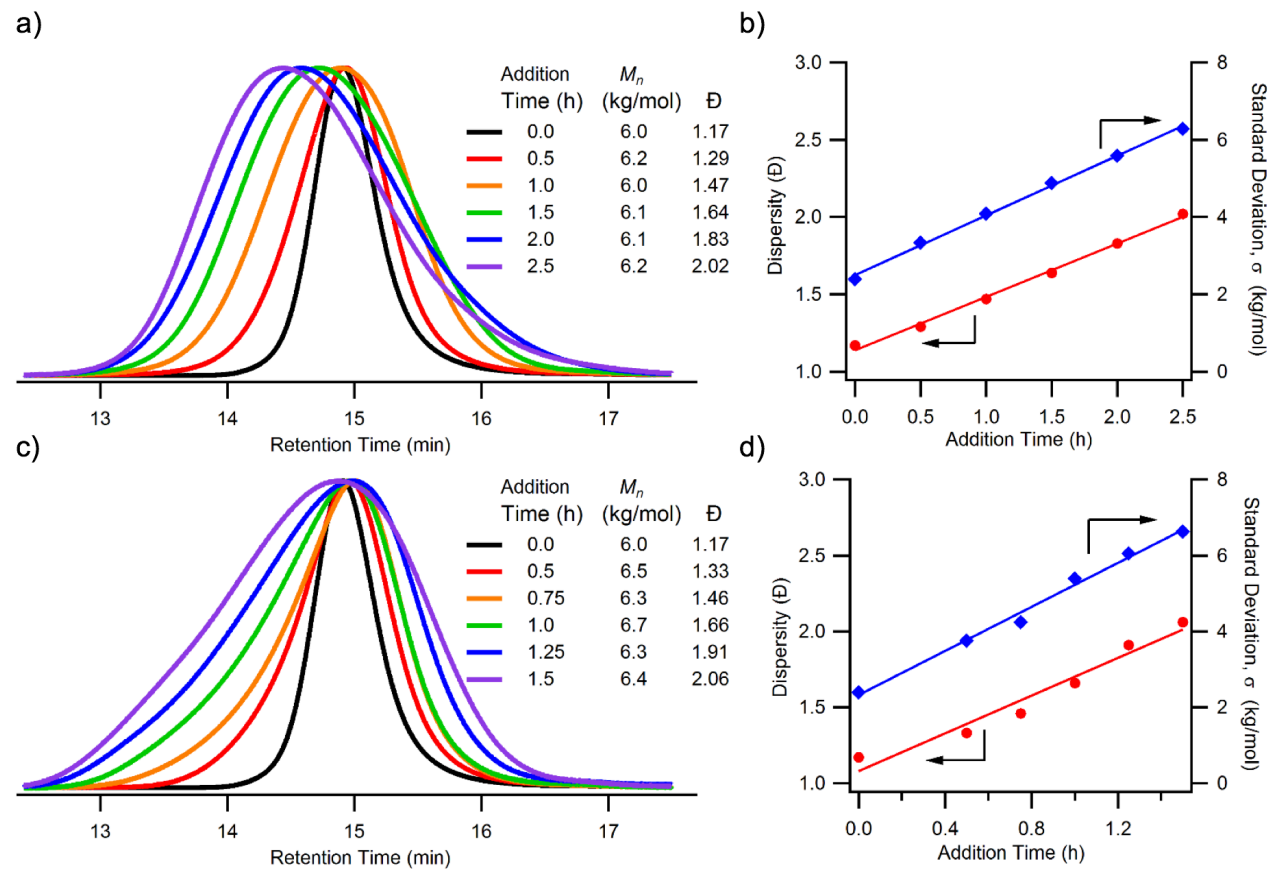 a)
Addition Mn
Time (h) (kg/mol) Đ
0.0 6.0 1.17
0.5 6.2 1.29
1.0 6.0 1.47
1.5 6.1 1.64
2.0 6.1 1.83
2.5 6.2 2.02
13 14 15 16 17
Retention Time (min)
b)
3.0
2.5
2.0
1.5
1.0
Dispersity (Đ)
8
6
4
2
0
Standard Deviation, σ (kg/mol)
0.0 0.5 1.0 1.5 2.0 2.5
Addition Time (h)
c)
Addition Mn
Time (h) (kg/mol) Đ
0.0 6.0 1.17
0.5 6.5 1.33
0.75 6.3 1.46
1.0 6.7 1.66
1.25 6.3 1.91
1.5 6.4 2.06
13 14 15 16 17
Retention Time (min)
d)
3.0
2.5
2.0
1.5
1.0
Dispersity (Đ)
8
6
4
2
0
Standard Deviation, σ (kg/mol)
0.0 0.4 0.8 1.2
Addition Time (h)